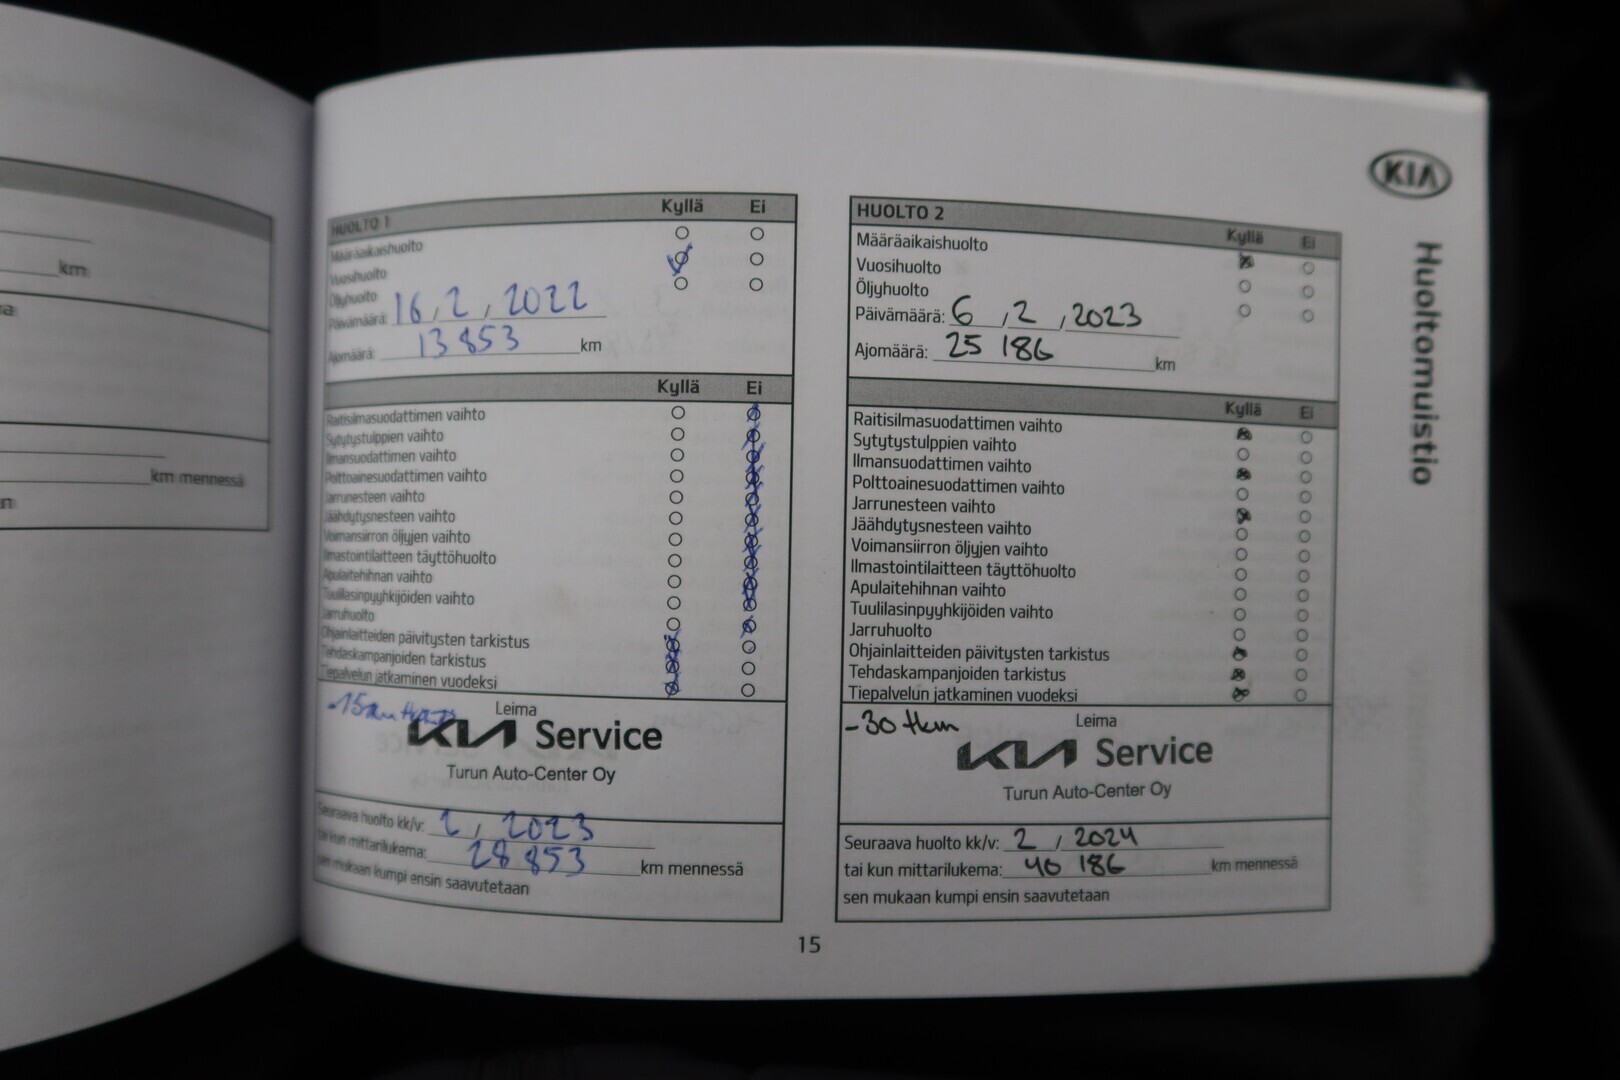 km
km mennessä
KIA
Huoltomuistio
HUOLTO 1 Kyllä Ei
Määräaikaishuolto
Vuosihuolto
Öljyhuolto
Päivämäärä: 16, 2, 2022
Ajomäärä: 13 853 km
Kyllä Ei
Raitisilmasuodattimen vaihto
Sytytystulppien vaihto
Ilmansuodattimen vaihto
Polttoainesuodattimen vaihto
Jarrunesteen vaihto
Jäähdytysnesteen vaihto
Voimansiirron öljyjen vaihto
Ilmastointilaitteen täyttöhuolto
Apulaitehihnan vaihto
Tuulilasinpyyhkijöiden vaihto
Jarruhuolto
Ohjainlaitteiden päivitysten tarkistus
Tehdaskampanjoiden tarkistus
Tiepalvelun jatkaminen vuodeksi
Leima
KIA Service
Turun Auto-Center Oy
Seuraava huolto kk/v: 2, 2023
tai kun mittarilukema: 28 853 km mennessä
sen mukaan kumpi ensin saavutetaan
HUOLTO 2 Kyllä Ei
Määräaikaishuolto
Vuosihuolto
Öljyhuolto
Päivämäärä: 6, 2, 2023
Ajomäärä: 25 186 km
Kyllä Ei
Raitisilmasuodattimen vaihto
Sytytystulppien vaihto
Ilmansuodattimen vaihto
Polttoainesuodattimen vaihto
Jarrunesteen vaihto
Jäähdytysnesteen vaihto
Voimansiirron öljyjen vaihto
Ilmastointilaitteen täyttöhuolto
Apulaitehihnan vaihto
Tuulilasinpyyhkijöiden vaihto
Jarruhuolto
Ohjainlaitteiden päivitysten tarkistus
Tehdaskampanjoiden tarkistus
Tiepalvelun jatkaminen vuodeksi
-30 tkm Leima
KIA Service
Turun Auto-Center Oy
Seuraava huolto kk/v: 2, 2024
tai kun mittarilukema: 40 186 km mennessä
sen mukaan kumpi ensin saavutetaan
15